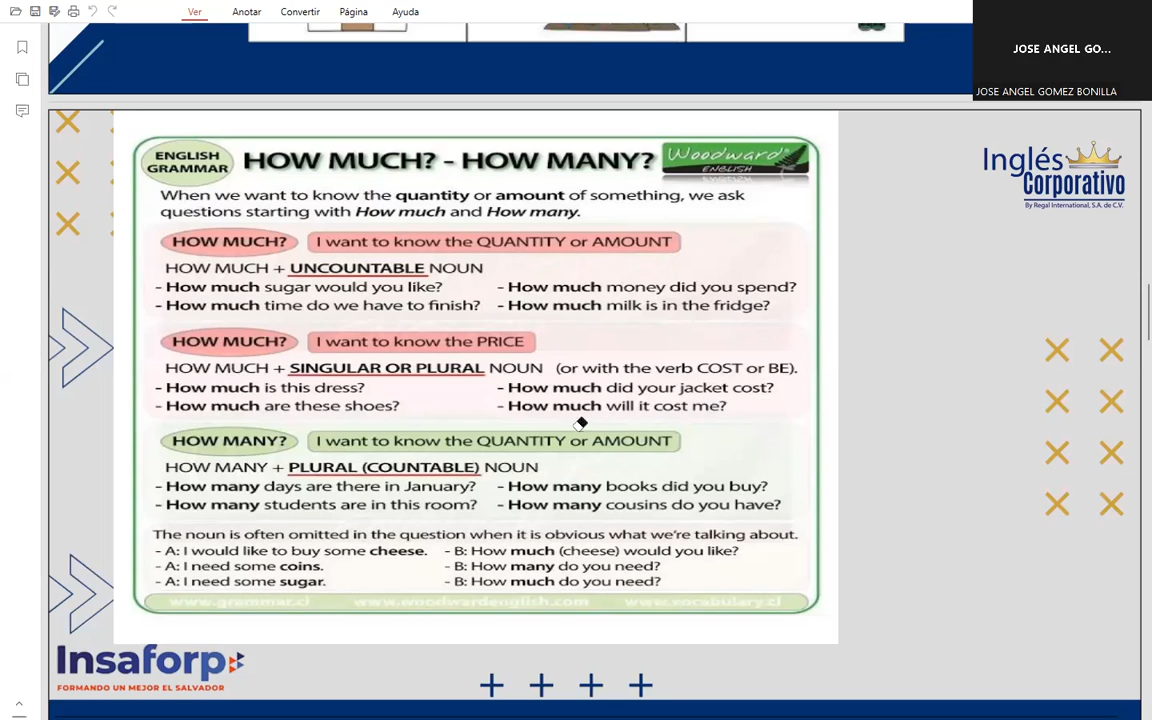 Ver Anotar Convertir Página Ayuda
JOSE ANGEL GO...
JOSE ANGEL GOMEZ BONILLA
ENGLISH GRAMMAR
HOW MUCH? - HOW MANY?
Woodward®
ENGLISH
When we want to know the quantity or amount of something, we ask
questions starting with How much and How many.
HOW MUCH? I want to know the QUANTITY or AMOUNT
HOW MUCH + UNCOUNTABLE NOUN
- How much sugar would you like? - How much money did you spend?
- How much time do we have to finish? - How much milk is in the fridge?
HOW MUCH? I want to know the PRICE
HOW MUCH + SINGULAR OR PLURAL NOUN (or with the verb COST or BE).
- How much is this dress? - How much did your jacket cost?
- How much are these shoes? - How much will it cost me?
HOW MANY? I want to know the QUANTITY or AMOUNT
HOW MANY + PLURAL (COUNTABLE) NOUN
- How many days are there in January? - How many books did you buy?
- How many students are in this room? - How many cousins do you have?
The noun is often omitted in the question when it is obvious what we're talking about.
- A: I would like to buy some cheese. - B: How much (cheese) would you like?
- A: I need some coins. - B: How many do you need?
- A: I need some sugar. - B: How much do you need?
www.grammar.cl www.woodwardenglish.com www.vocabulary.cl
Inglés
Corporativo
By Regal International, S.A. de C.V.
Insaforp
FORMANDO UN MEJOR EL SALVADOR